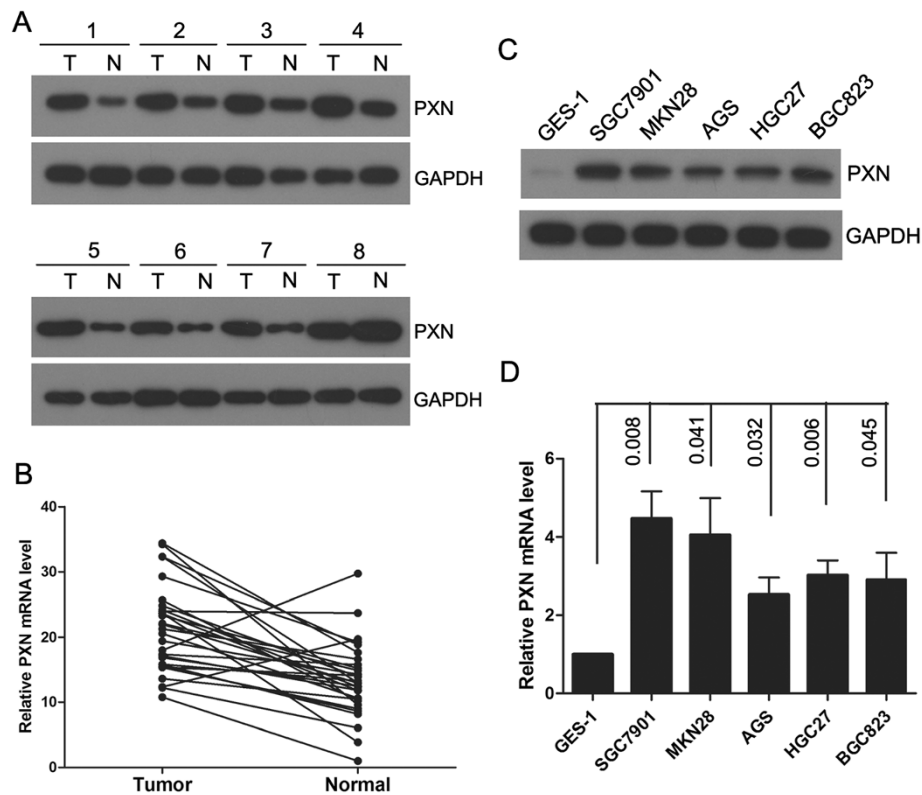 A
1 2 3 4
T N T N T N T N
PXN
GAPDH
5 6 7 8
T N T N T N T N
PXN
GAPDH
B
Relative PXN mRNA level
40
30
20
10
0
Tumor Normal
C
GES-1 SGC7901 MKN28 AGS HGC27 BGC823
PXN
GAPDH
D
0.008 0.041 0.032 0.006 0.045
Relative PXN mRNA level
6
4
2
0
GES-1 SGC7901 MKN28 AGS HGC27 BGC823